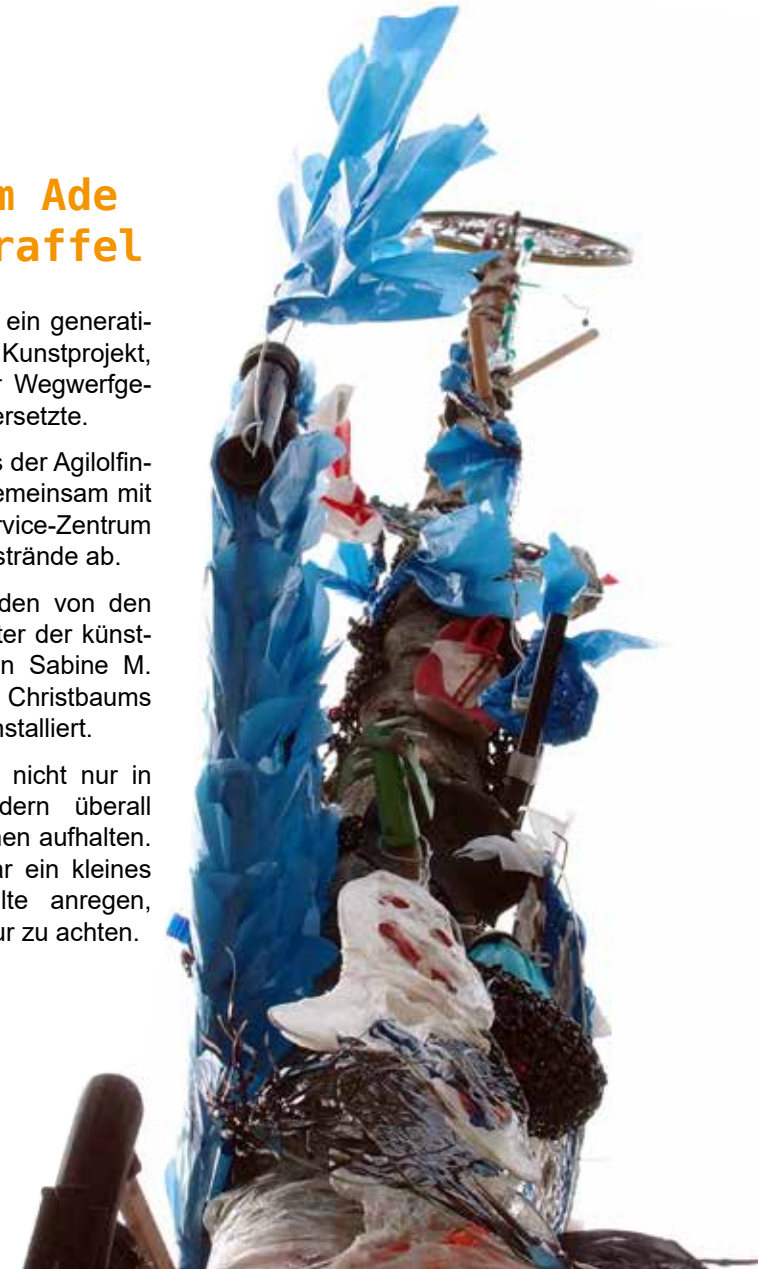 m Ade
raffel
ein generati-
Kunstprojekt,
r Wegwerfge-
ersetzte.
s der Agilolfin-
emeinsam mit
rvice-Zentrum
strände ab.
den von den
ter der künst-
n Sabine M.
Christbaums
nstalliert.
nicht nur in
dern überall
nen aufhalten.
ar ein kleines
lte anregen,
ur zu achten.